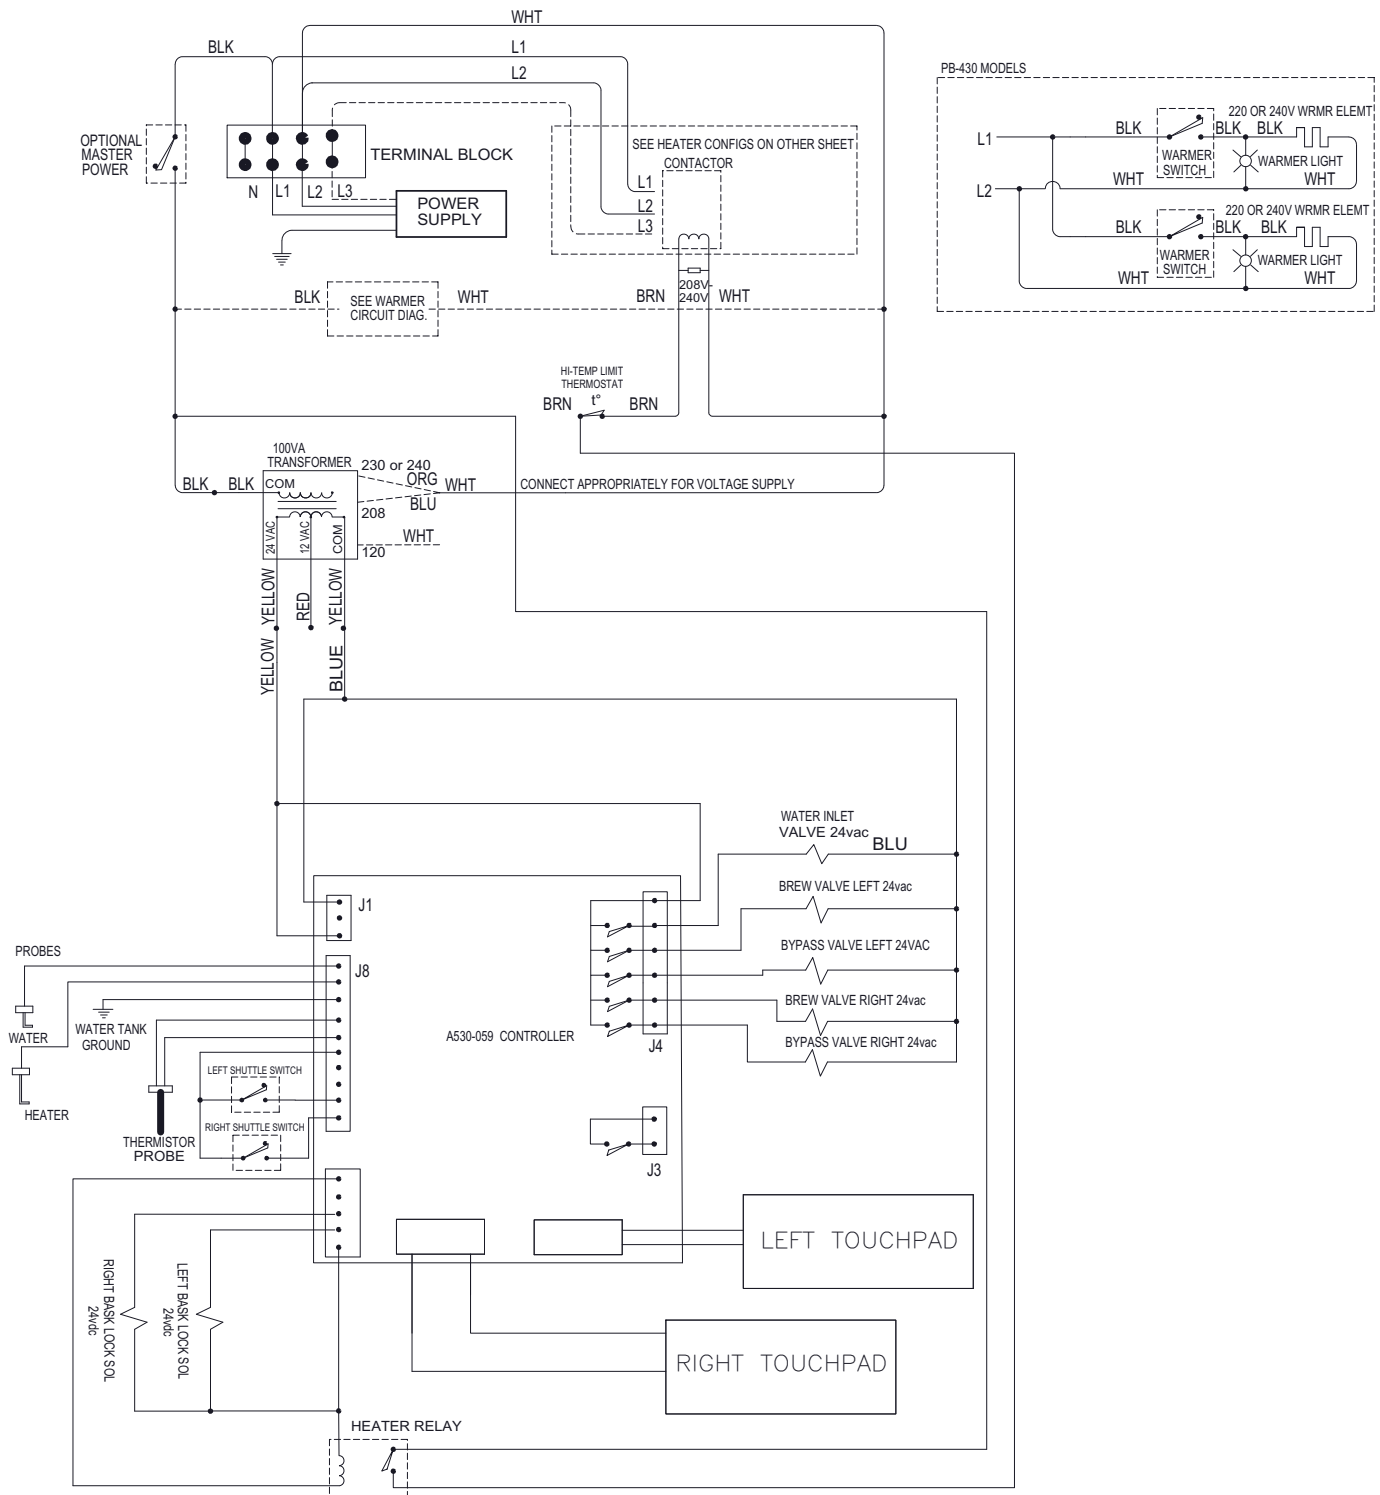 WHT
BLK
L1
L2
OPTIONAL
MASTER
POWER
TERMINAL BLOCK
N L1 L2 L3
POWER
SUPPLY
SEE HEATER CONFIGS ON OTHER SHEET
CONTACTOR
L1
L2
L3
PB-430 MODELS
220 OR 240V WRMR ELEMT
L1
BLK
BLK
BLK
WARMER
SWITCH
WARMER LIGHT
WHT
WHT
L2
220 OR 240V WRMR ELEMT
BLK
BLK
BLK
WARMER
SWITCH
WARMER LIGHT
WHT
WHT
BLK
SEE WARMER
CIRCUIT DIAG.
WHT
BRN
208V-
240V
WHT
HI-TEMP LIMIT
THERMOSTAT
t°
BRN
BRN
100VA
TRANSFORMER
230 or 240
BLK
BLK
COM
ORG
WHT
CONNECT APPROPRIATELY FOR VOLTAGE SUPPLY
BLU
208
24 VAC
12 VAC
COM
WHT
120
YELLOW
RED
YELLOW
YELLOW
BLUE
WATER INLET
VALVE 24vac
BLU
BREW VALVE LEFT 24vac
BYPASS VALVE LEFT 24VAC
BREW VALVE RIGHT 24vac
BYPASS VALVE RIGHT 24vac
J1
J8
PROBES
WATER
WATER TANK
GROUND
HEATER
A530-059 CONTROLLER
J4
LEFT SHUTTLE SWITCH
RIGHT SHUTTLE SWITCH
THERMISTOR
PROBE
J3
LEFT TOUCHPAD
RIGHT TOUCHPAD
RIGHT BASK LOCK SOL
24vdc
LEFT BASK LOCK SOL
24vdc
HEATER RELAY